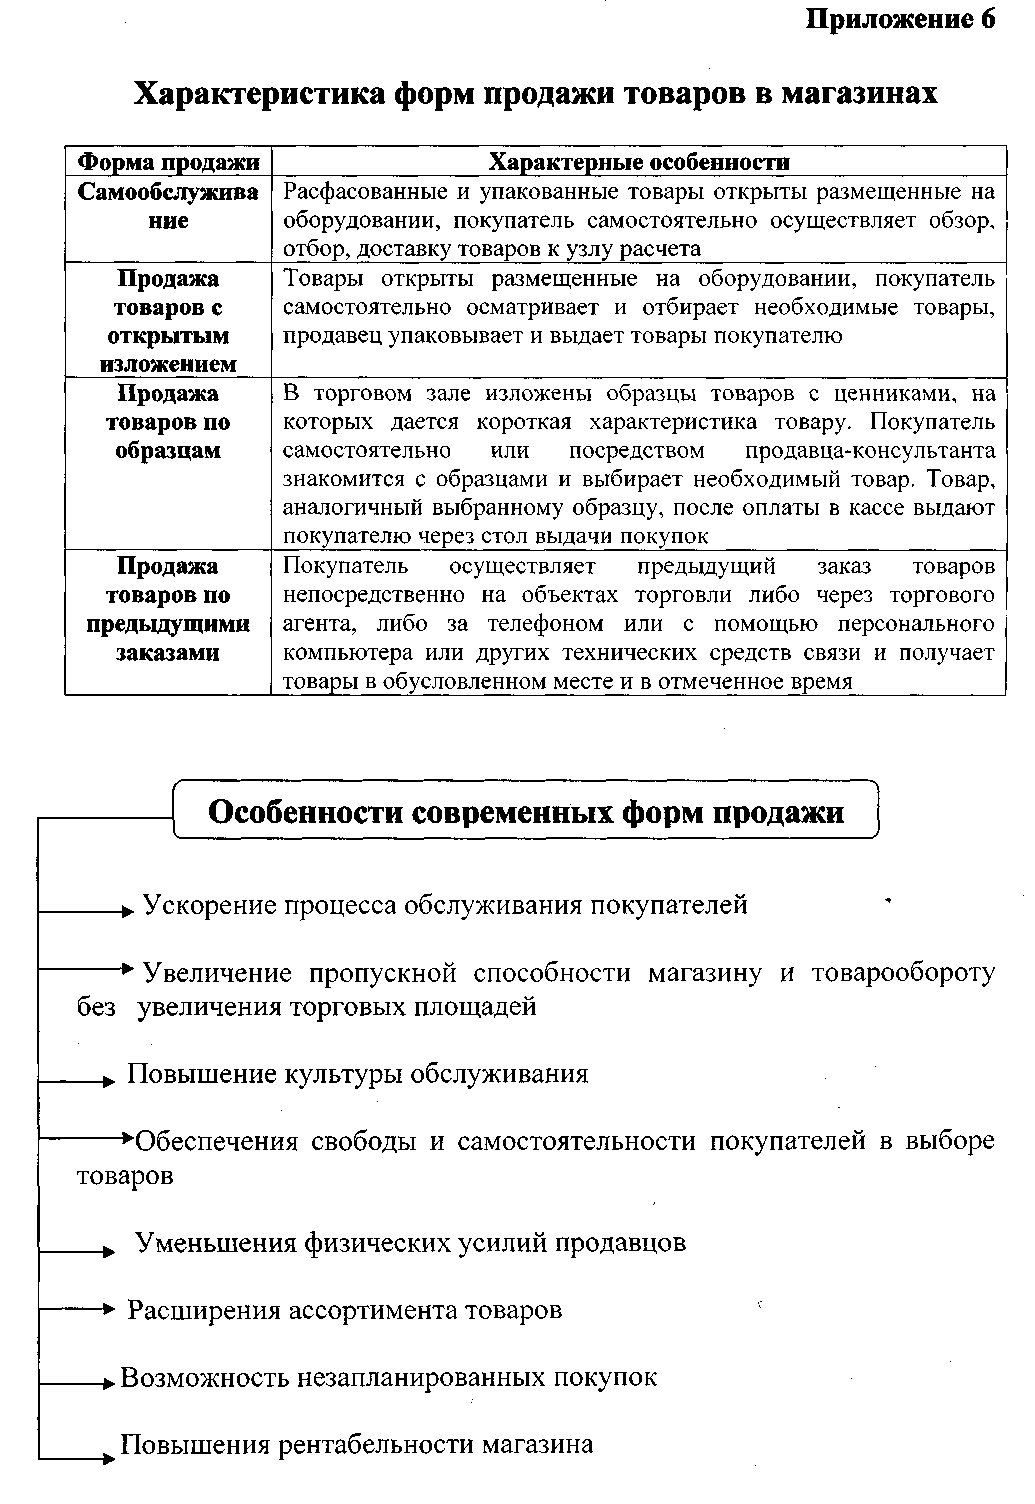 Приложение 6
Характеристика форм продажи товаров в магазинах
Форма продажи Характерные особенности
Самообслужива
ние
Расфасованные и упакованные товары открыты размещенные на
оборудовании, покупатель самостоятельно осуществляет обзор,
отбор, доставку товаров к узлу расчета
Продажа
товаров с
открытым
изложением
Товары открыты размещенные на оборудовании, покупатель
самостоятельно осматривает и отбирает необходимые товары,
продавец упаковывает и выдает товары покупателю
Продажа
товаров по
образцам
В торговом зале изложены образцы товаров с ценниками, на
которых дается короткая характеристика товару. Покупатель
самостоятельно или посредством продавца-консультанта
знакомится с образцами и выбирает необходимый товар. Товар,
аналогичный выбранному образцу, после оплаты в кассе выдают
покупателю через стол выдачи покупок
Продажа
товаров по
предыдущими
заказами
Покупатель осуществляет предыдущий заказ товаров
непосредственно на объектах торговли либо через торгового
агента, либо за телефоном или с помощью персонального
компьютера или других технических средств связи и получает
товары в обусловленном месте и в отмеченное время
Особенности современных форм продажи
Ускорение процесса обслуживания покупателей
Увеличение пропускной способности магазину и товарообороту
без увеличения торговых площадей
Повышение культуры обслуживания
Обеспечения свободы и самостоятельности покупателей в выборе
товаров
Уменьшения физических усилий продавцов
Расширения ассортимента товаров
Возможность незапланированных покупок
Повышения рентабельности магазина